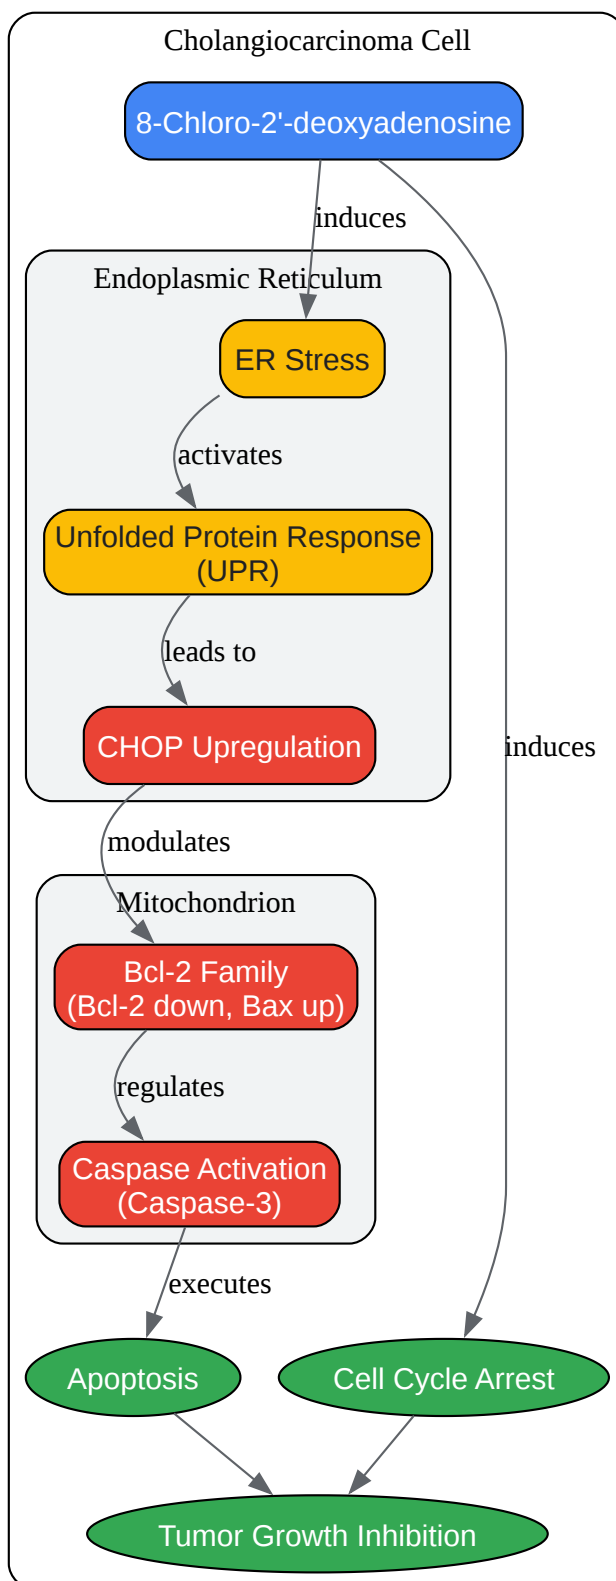 Cholangiocarcinoma Cell
8-Chloro-2'-deoxyadenosine
induces
Endoplasmic Reticulum
ER Stress
activates
Unfolded Protein Response
(UPR)
leads to
CHOP Upregulation
induces
modulates
Mitochondrion
Bcl-2 Family
(Bcl-2 down, Bax up)
regulates
Caspase Activation
(Caspase-3)
executes
Apoptosis
Cell Cycle Arrest
Tumor Growth Inhibition